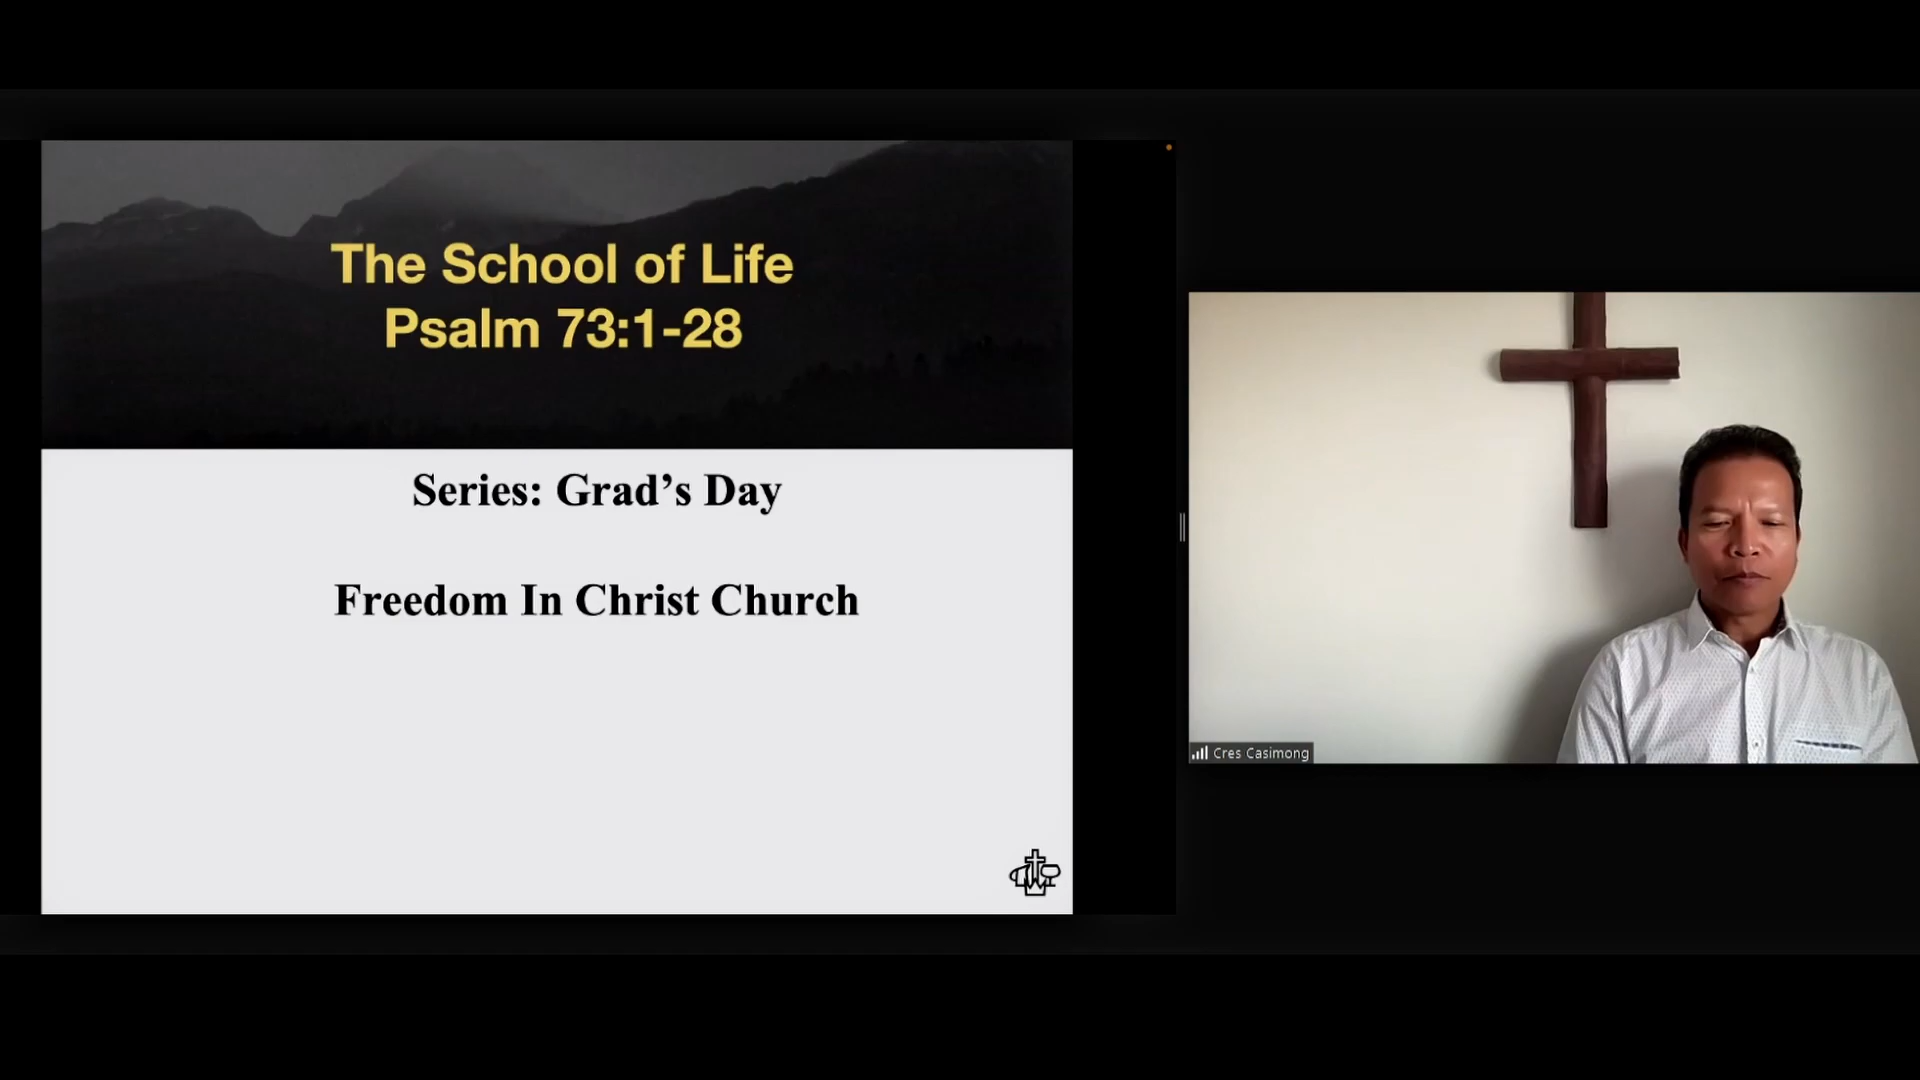 The School of Life
Psalm 73:1-28
Series: Grad’s Day
Freedom In Christ Church
Cres Casimong